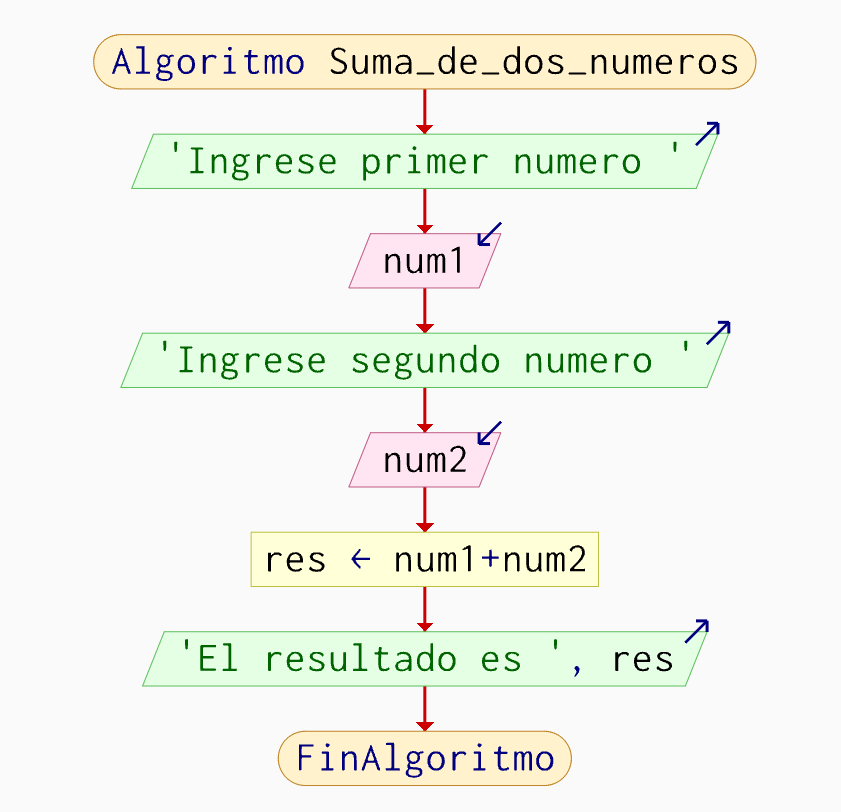 Algoritmo Suma_de_dos_numeros
'Ingrese primer numero '
num1
'Ingrese segundo numero '
num2
res ← num1+num2
'El resultado es ', res
FinAlgoritmo